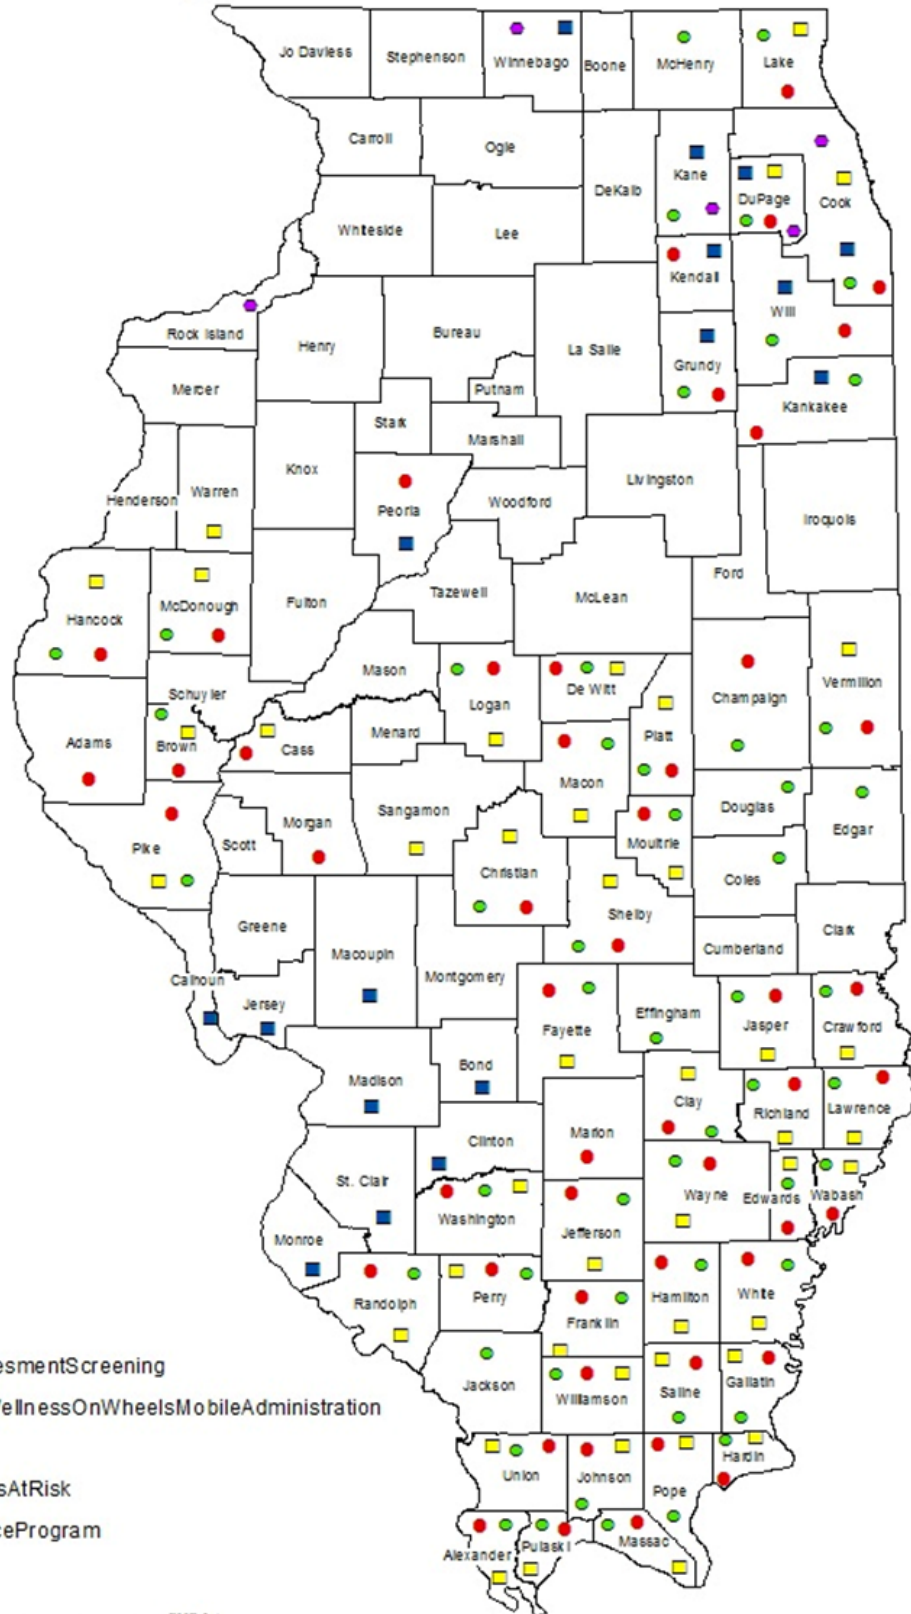 Jo Daviess
Stephenson
Winnebago
Boone
McHenry
Lake
Carroll
Ogle
DeKalb
Kane
DuPage
Cook
Whiteside
Lee
Kendall
Will
Rock Island
Henry
Bureau
La Salle
Grundy
Mercer
Putnam
Kankakee
Stark
Marshall
Henderson
Warren
Knox
Peoria
Woodford
Livingston
Iroquois
Hancock
McDonough
Fulton
Tazewell
McLean
Ford
Schuyler
Mason
Logan
De Witt
Champaign
Vermilion
Adams
Brown
Cass
Menard
Piatt
Macon
Pike
Scott
Morgan
Sangamon
Christian
Moultrie
Douglas
Edgar
Coles
Shelby
Greene
Macoupin
Montgomery
Cumberland
Clark
Calhoun
Jersey
Fayette
Effingham
Jasper
Crawford
Madison
Bond
Clay
Richland
Lawrence
Clinton
Marion
St. Clair
Washington
Wayne
Edwards
Wabash
Monroe
Jefferson
Randolph
Perry
Franklin
Hamilton
White
Jackson
Williamson
Saline
Gallatin
esmentScreening
ellnessOnWheelsMobileAdministration
sAtRisk
ceProgram
Union
Johnson
Pope
Hardin
Alexander
Pulaski
Massac